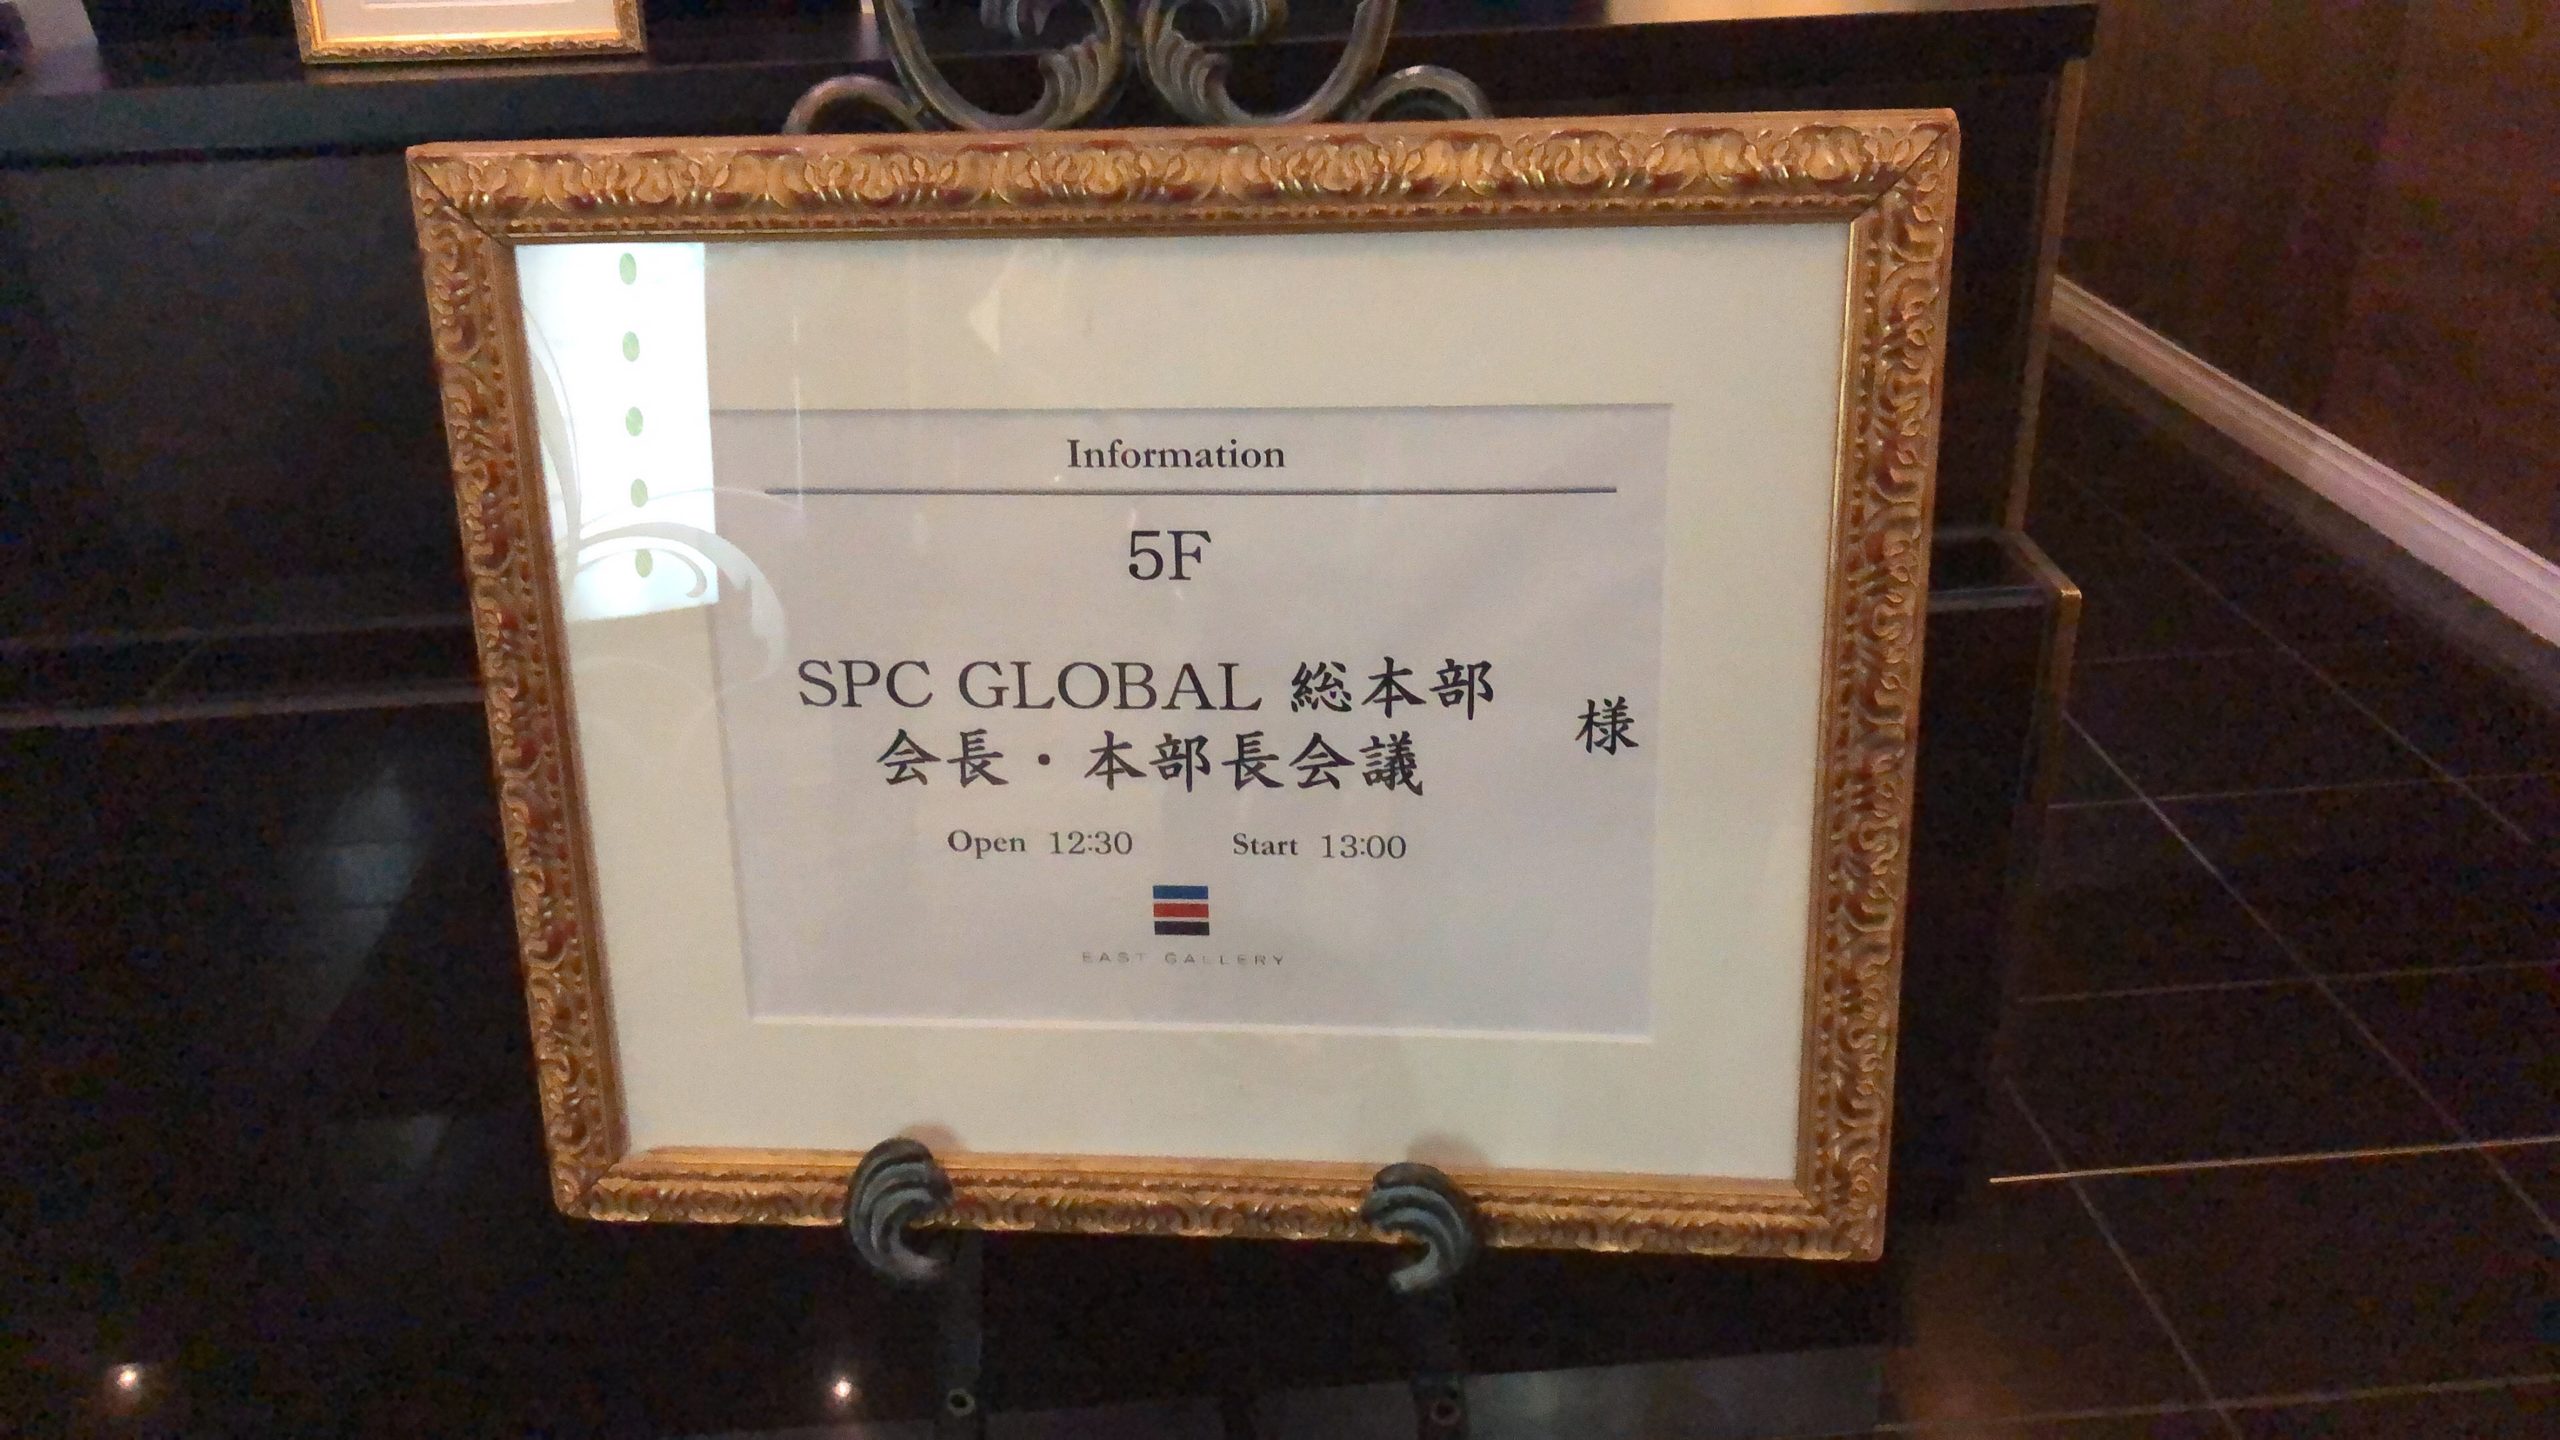 Information
5F
SPC GLOBAL 総本部
会長・本部長会議
様
Open 12:30 Start 13:00
EAST GALLERY